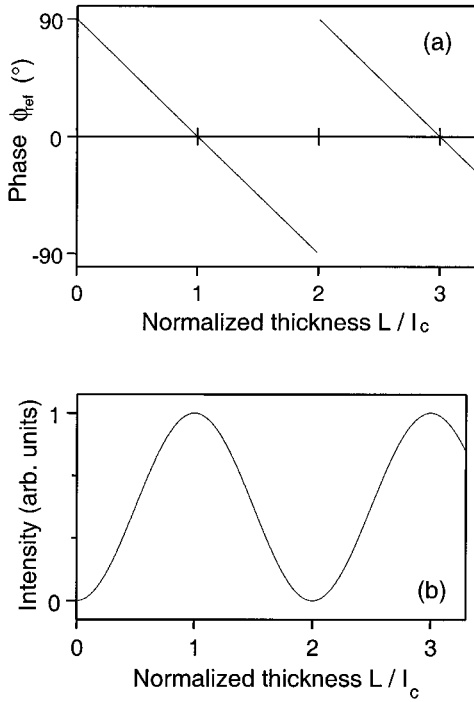 90
(a)
Phase ϕref (°)
0
-90
0 1 2 3
Normalized thickness L / lc
1
Intensity (arb. units)
0
(b)
0 1 2 3
Normalized thickness L / lc